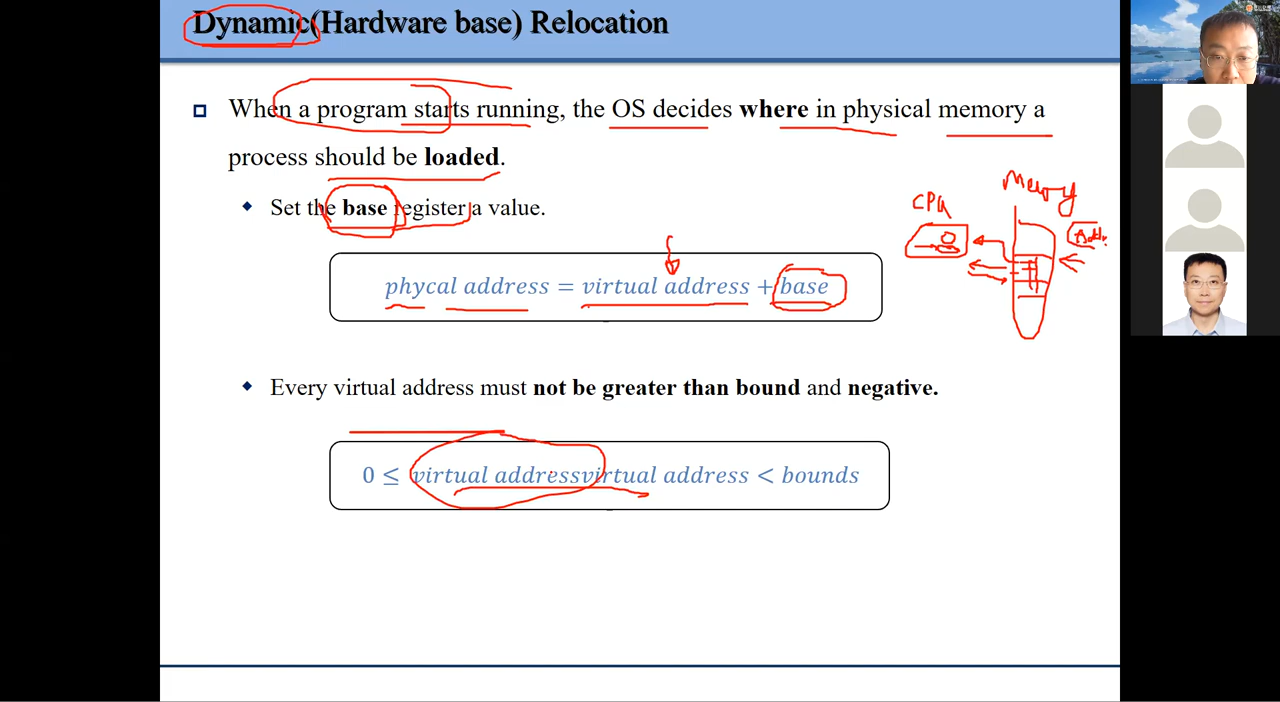 Dynamic(Hardware base) Relocation
When a program starts running, the OS decides where in physical memory a
process should be loaded.
Set the base register a value.
CPU
Memory
phycal address = virtual address + base
Every virtual address must not be greater than bound and negative.
0 ≤ virtual addressvirtual address < bounds